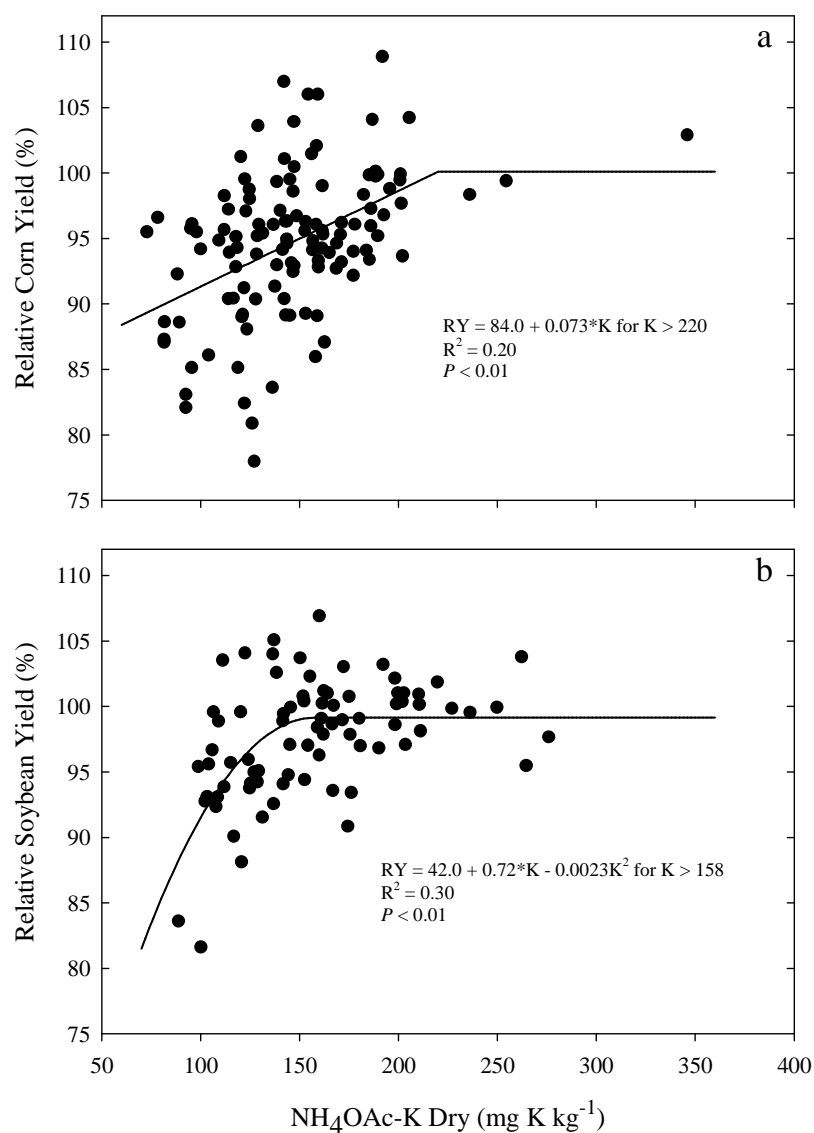 a
110
105
100
95
90
85
80
75
Relative Corn Yield (%)
RY = 84.0 + 0.073*K for K > 220
R² = 0.20
P < 0.01
b
110
105
100
95
90
85
80
75
Relative Soybean Yield (%)
RY = 42.0 + 0.72*K - 0.0023K² for K > 158
R² = 0.30
P < 0.01
50 100 150 200 250 300 350 400
NH₄OAc-K Dry (mg K kg⁻¹)